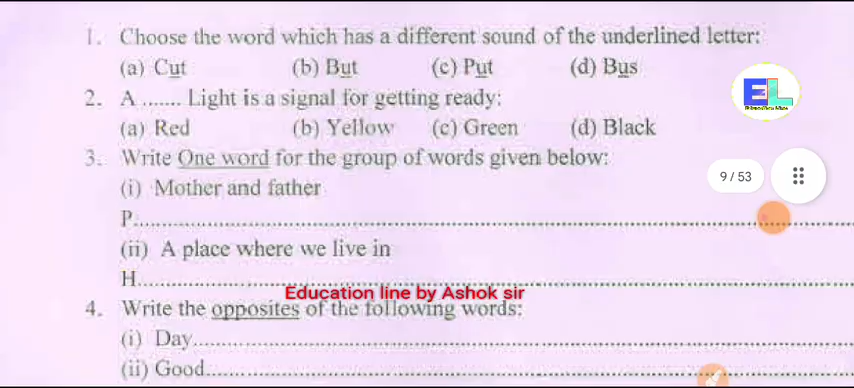 1. Choose the word which has a different sound of the underlined letter:
(a) Cut (b) But (c) Put (d) Bus
2. A ....... Light is a signal for getting ready:
(a) Red (b) Yellow (c) Green (d) Black
3. Write One word for the group of words given below:
(i) Mother and father
P..........
(ii) A place where we live in
H..........
Education line by Ashok sir
4. Write the opposites of the following words:
(i) Day..........
(ii) Good..........
EL
9 / 53